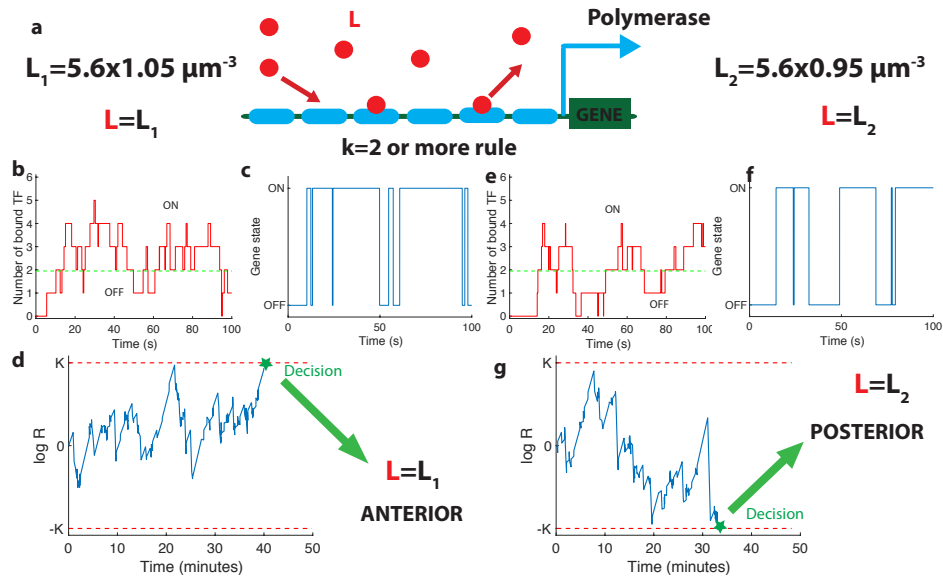 a
L
Polymerase
L₁=5.6x1.05 µm⁻³
L₂=5.6x0.95 µm⁻³
GENE
L=L₁
L=L₂
k=2 or more rule
b
6
5
4
3
2
1
0
Number of bound TF
ON
OFF
0 20 40 60 80 100
Time (s)
c
ON
OFF
Gene state
0 50 100
Time (s)
e
6
5
4
3
2
1
0
Number of bound TF
ON
OFF
0 20 40 60 80 100
Time (s)
f
ON
OFF
Gene state
0 50 100
Time (s)
d
K
0
-K
log R
Decision
0 10 20 30 40 50
Time (minutes)
L=L₁
ANTERIOR
g
K
0
-K
log R
Decision
0 10 20 30 40 50
Time (minutes)
L=L₂
POSTERIOR